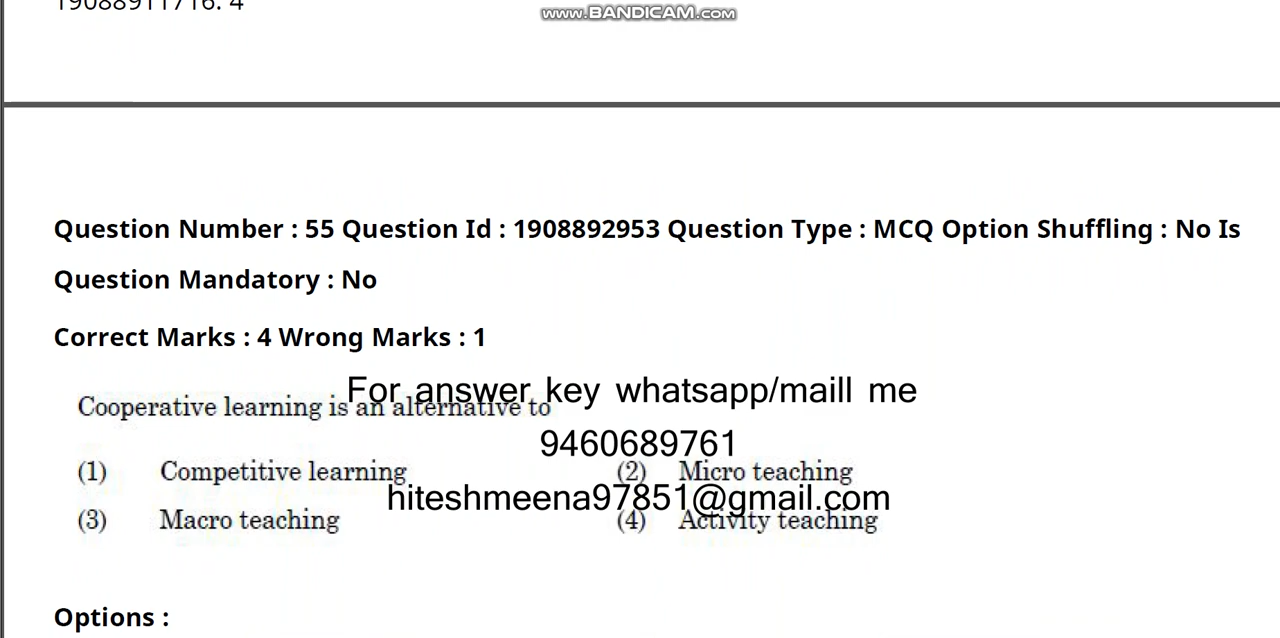 19088911716. 4
www.BANDICAM.com
Question Number : 55 Question Id : 1908892953 Question Type : MCQ Option Shuffling : No Is
Question Mandatory : No
Correct Marks : 4 Wrong Marks : 1
For answer key whatsapp/maill me
Cooperative learning is an alternative to
9460689761
(1) Competitive learning (2) Micro teaching
hiteshmeena97851@gmail.com
(3) Macro teaching (4) Activity teaching
Options :